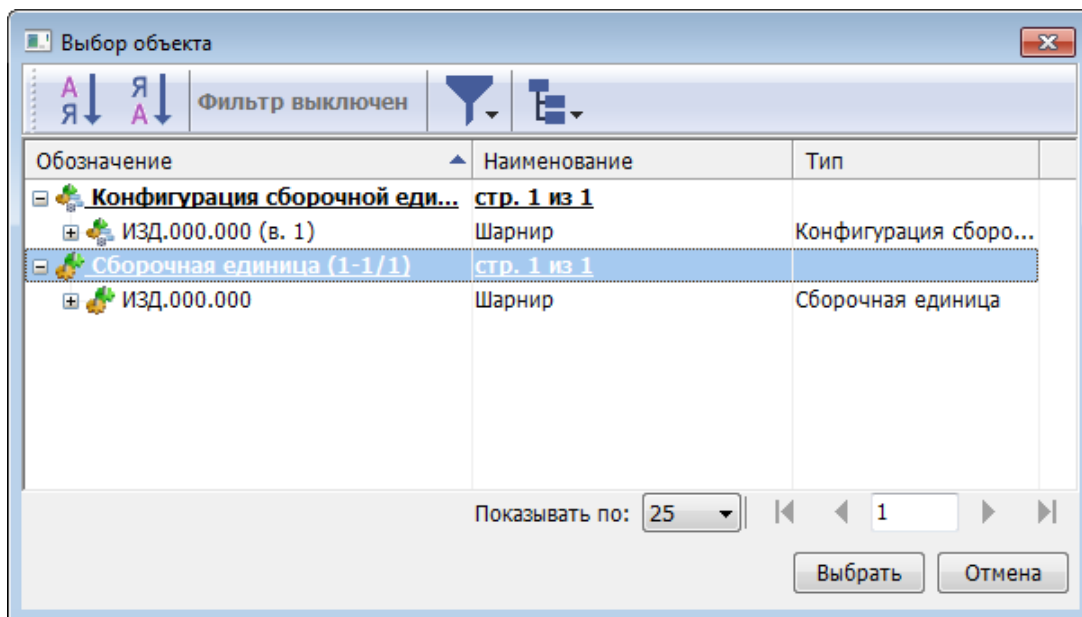 Выбор объекта
А Я Я А Фильтр выключен
Обозначение Наименование Тип
Конфигурация сборочной еди... стр. 1 из 1
ИЗД.000.000 (в. 1) Шарнир Конфигурация сборо...
Сборочная единица (1-1/1) стр. 1 из 1
ИЗД.000.000 Шарнир Сборочная единица
Показывать по: 25 1
Выбрать Отмена